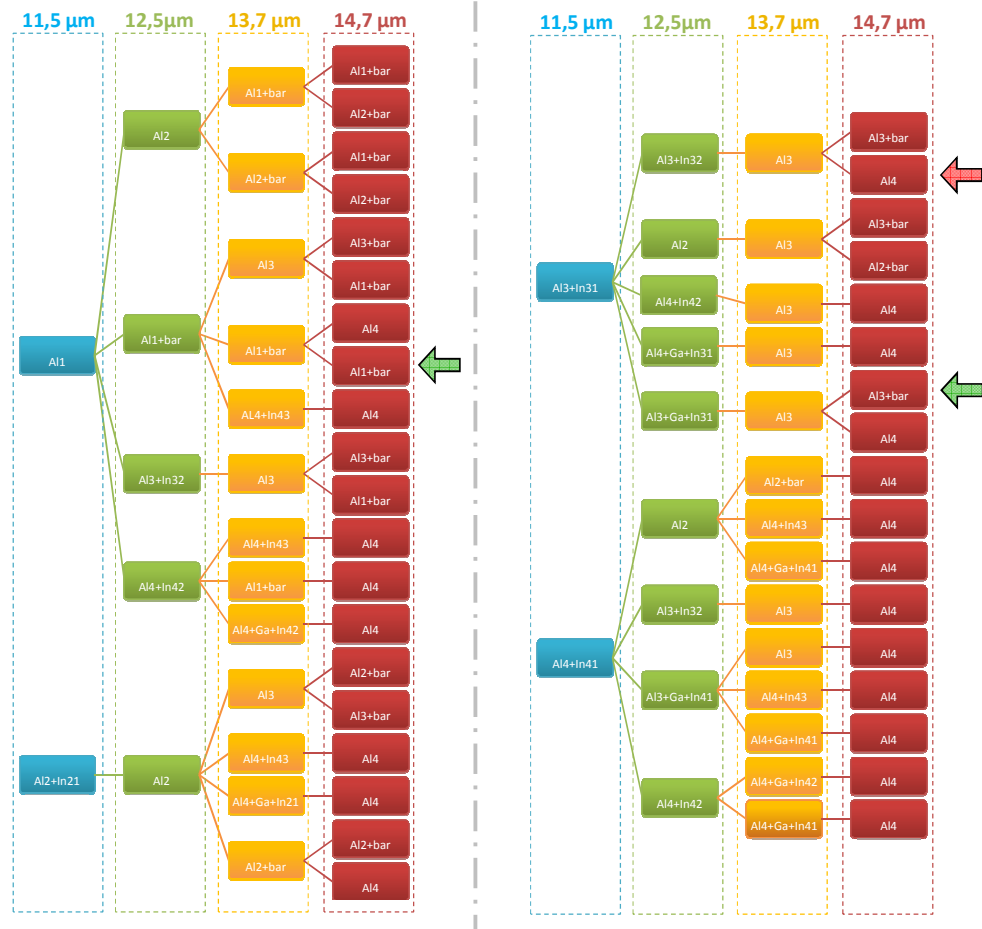 11,5 µm 12,5µm 13,7 µm 14,7 µm
Al1+bar
Al1+bar
Al2+bar
Al2
Al1+bar
Al2+bar
Al2+bar
Al3+bar
Al3
Al1+bar
Al4
Al1+bar
Al1+bar
Al1
Al1+bar
AL4+In43
Al4
Al3+bar
Al3+In32
Al3
Al1+bar
Al4+In43
Al4
Al4+In42
Al1+bar
Al4
Al4+Ga+In42
Al4
Al2+bar
Al3
Al3+bar
Al4+In43
Al4
Al2+In21
Al2
Al4+Ga+In21
Al4
Al2+bar
Al2+bar
Al4
11,5 µm 12,5µm 13,7 µm 14,7 µm
Al3+bar
Al3+In32
Al3
Al4
Al3+bar
Al2
Al3
Al2+bar
Al3+In31
Al4+In42
Al3
Al4
Al4+Ga+In31
Al3
Al4
Al3+bar
Al3+Ga+In31
Al3
Al4
Al2+bar
Al4
Al2
Al4+In43
Al4
Al4+Ga+In41
Al4
Al3+In32
Al3
Al4
Al4+In41
Al3
Al4
Al3+Ga+In41
Al4+In43
Al4
Al4+Ga+In41
Al4
Al4+Ga+In42
Al4
Al4+In42
Al4+Ga+In41
Al4